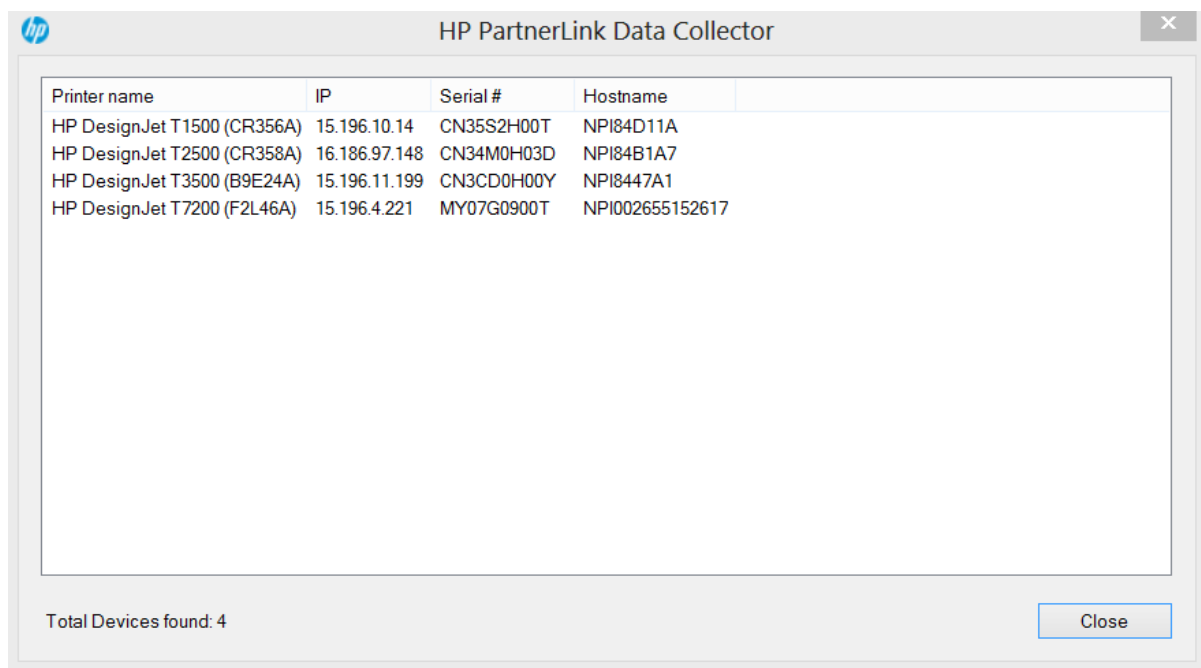 hp HP PartnerLink Data Collector
Printer name IP Serial # Hostname
HP DesignJet T1500 (CR356A) 15.196.10.14 CN35S2H00T NPI84D11A
HP DesignJet T2500 (CR358A) 16.186.97.148 CN34M0H03D NPI84B1A7
HP DesignJet T3500 (B9E24A) 15.196.11.199 CN3CD0H00Y NPI8447A1
HP DesignJet T7200 (F2L46A) 15.196.4.221 MY07G0900T NPI002655152617
Total Devices found: 4 Close